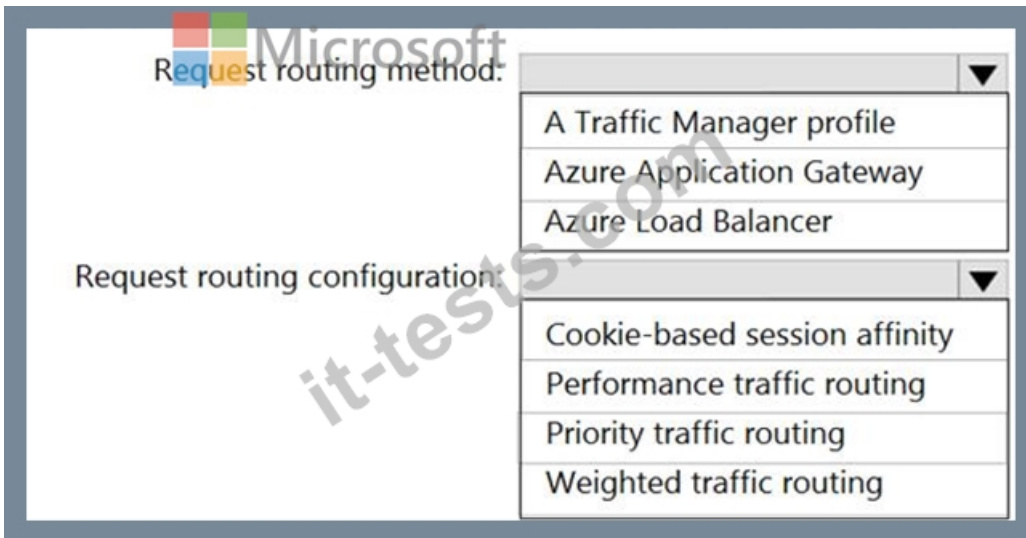 Microsoft
Request routing method:
A Traffic Manager profile
Azure Application Gateway
Azure Load Balancer
it-tests.com
Request routing configuration:
Cookie-based session affinity
Performance traffic routing
Priority traffic routing
Weighted traffic routing